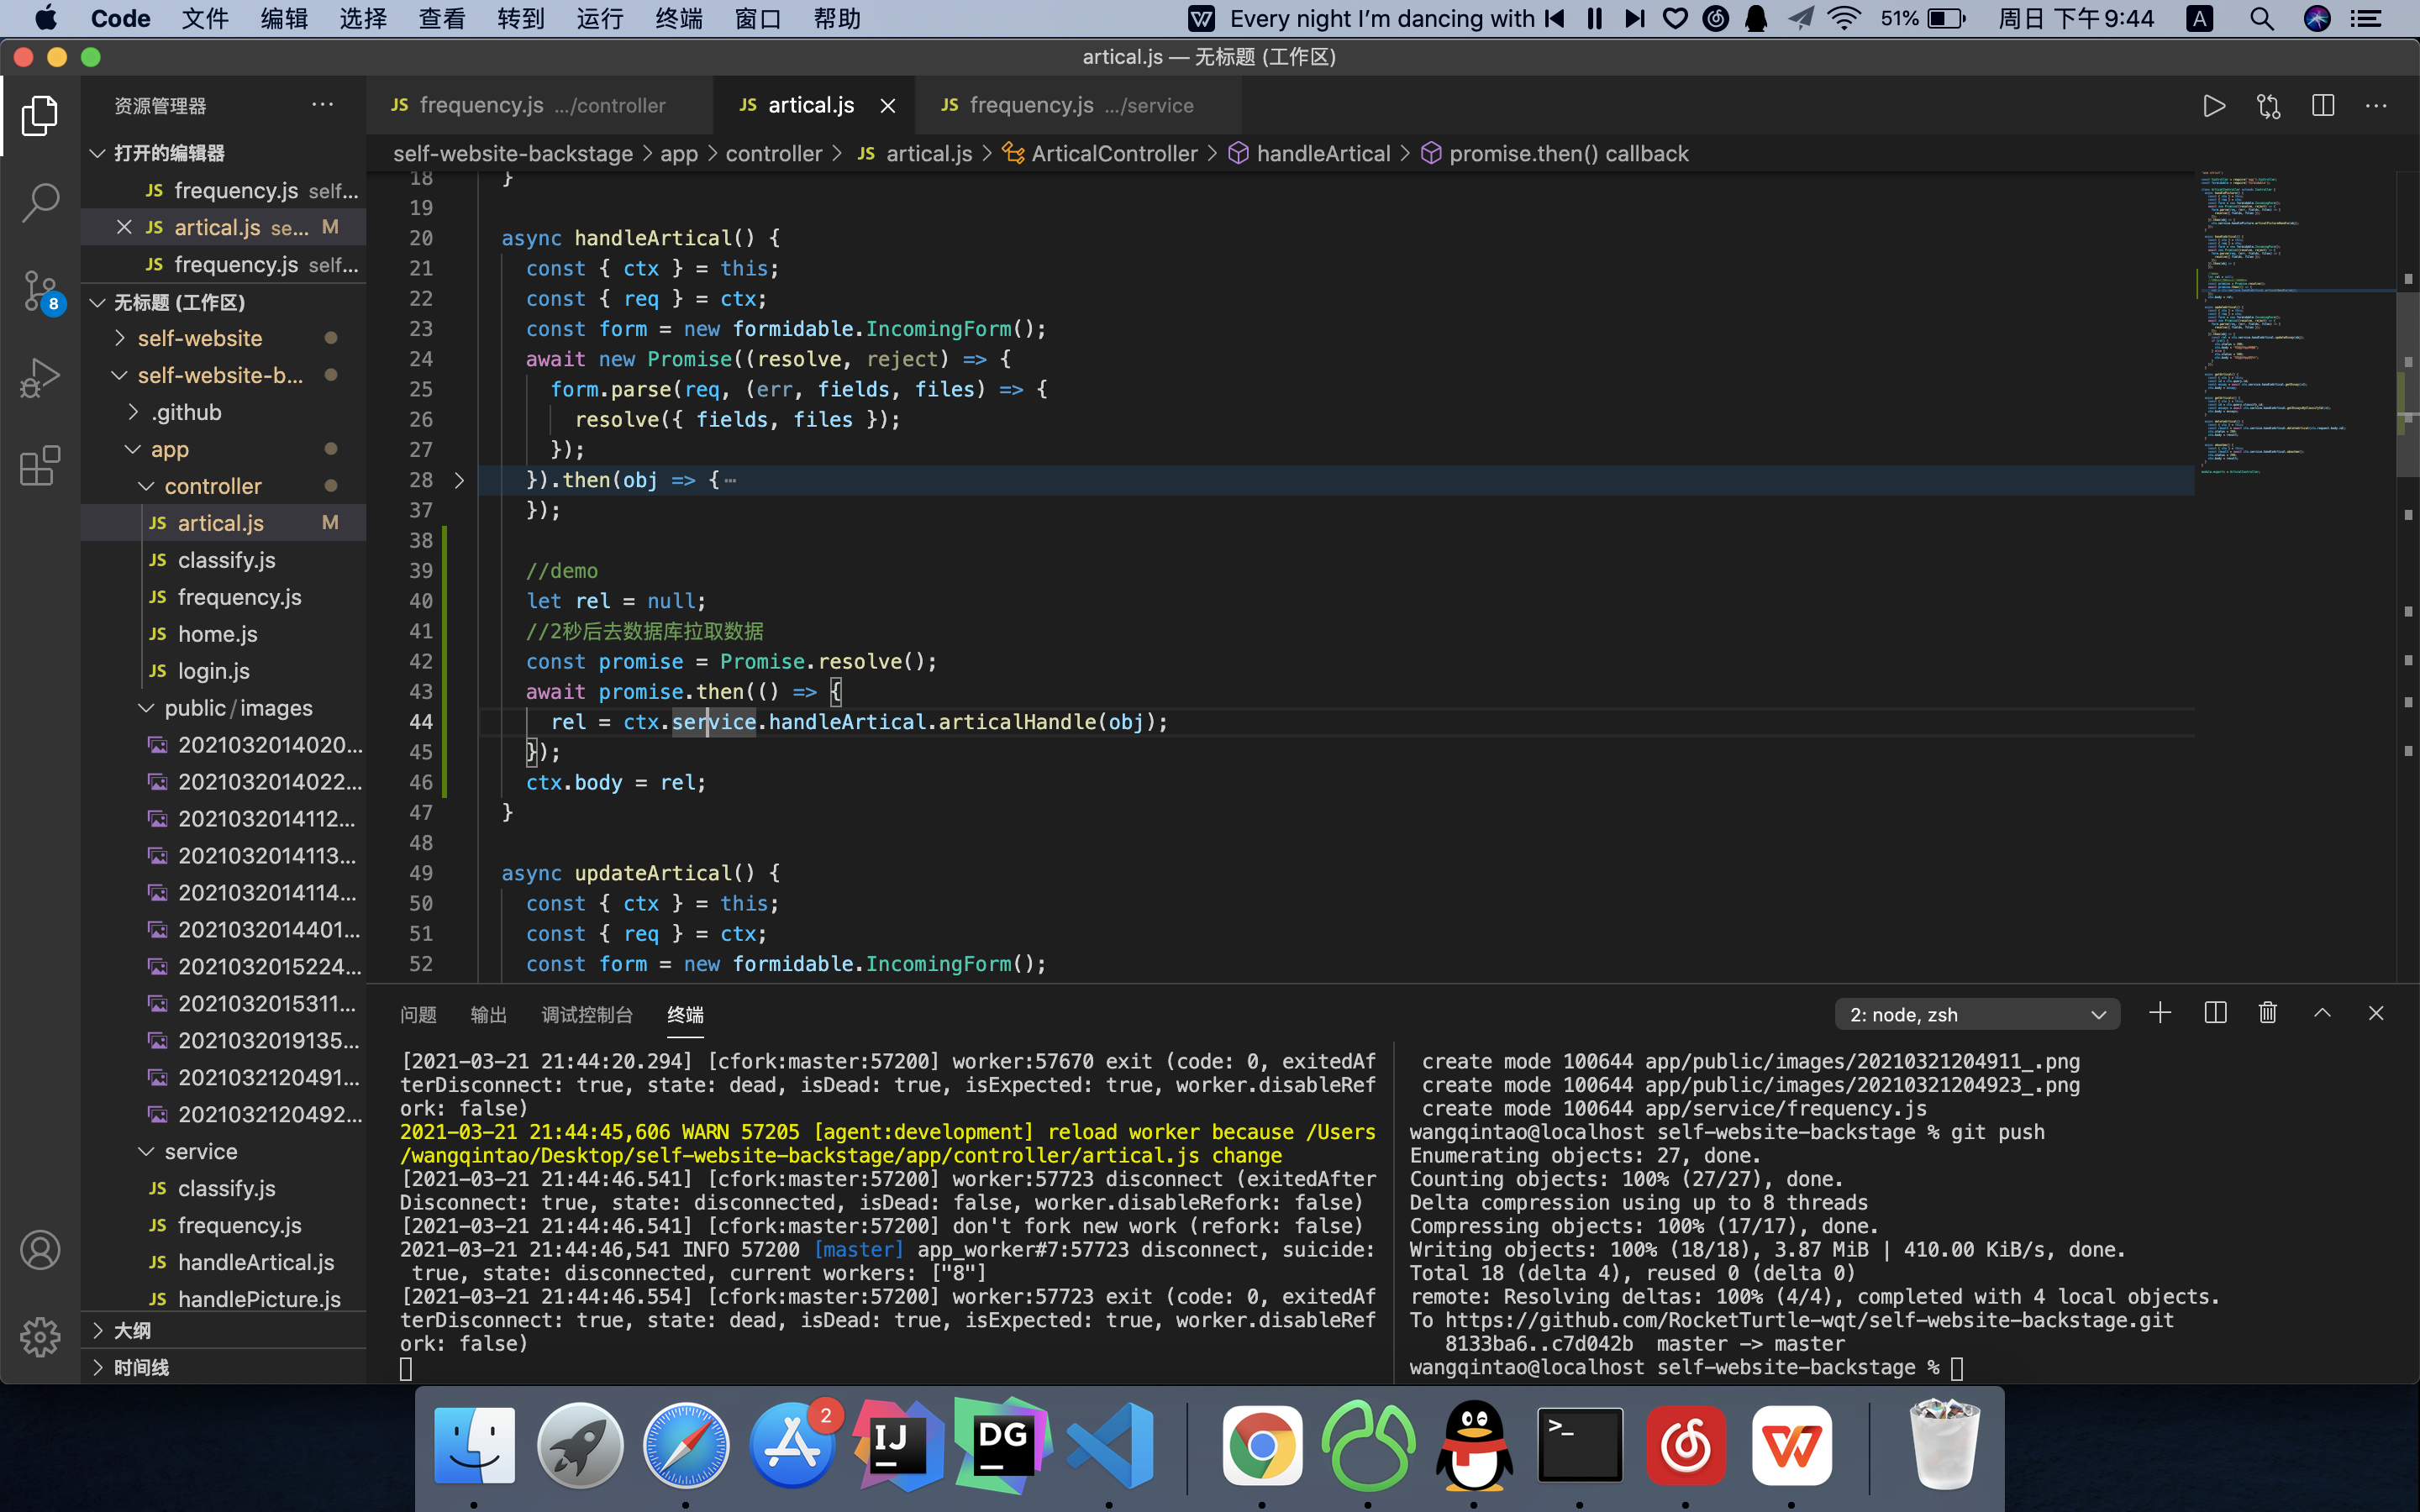 Code 文件 编辑 选择 查看 转到 运行 终端 窗口 帮助 Every night I'm dancing with 51% 周日 下午9:44 A
artical.js — 无标题 (工作区)
资源管理器 ···
打开的编辑器
JS frequency.js self...
JS artical.js se... M
JS frequency.js self...
8
无标题 (工作区)
self-website
self-website-b...
.github
app
controller
JS artical.js M
JS classify.js
JS frequency.js
JS home.js
JS login.js
public/images
2021032014020...
2021032014022...
2021032014112...
2021032014113...
2021032014114...
2021032014401...
2021032015224...
2021032015311...
2021032019135...
2021032120491...
2021032120492...
service
JS classify.js
JS frequency.js
JS handleArtical.js
JS handlePicture.js
大纲
时间线
JS frequency.js .../controller JS artical.js JS frequency.js .../service
self-website-backstage > app > controller > JS artical.js > ArticalController > handleArtical > promise.then() callback
18 }
19
20 async handleArtical() {
21 const { ctx } = this;
22 const { req } = ctx;
23 const form = new formidable.IncomingForm();
24 await new Promise((resolve, reject) => {
25 form.parse(req, (err, fields, files) => {
26 resolve({ fields, files });
27 });
28 }).then(obj => {···
37 });
38
39 //demo
40 let rel = null;
41 //2秒后去数据库拉取数据
42 const promise = Promise.resolve();
43 await promise.then(() => {
44 rel = ctx.service.handleArtical.articalHandle(obj);
45 });
46 ctx.body = rel;
47 }
48
49 async updateArtical() {
50 const { ctx } = this;
51 const { req } = ctx;
52 const form = new formidable.IncomingForm();
问题 输出 调试控制台 终端 2: node, zsh
[2021-03-21 21:44:20.294] [cfork:master:57200] worker:57670 exit (code: 0, exitedAf
terDisconnect: true, state: dead, isDead: true, isExpected: true, worker.disableRef
ork: false)
2021-03-21 21:44:45,606 WARN 57205 [agent:development] reload worker because /Users
/wangqintao/Desktop/self-website-backstage/app/controller/artical.js change
[2021-03-21 21:44:46.541] [cfork:master:57200] worker:57723 disconnect (exitedAfter
Disconnect: true, state: disconnected, isDead: false, worker.disableRefork: false)
[2021-03-21 21:44:46.541] [cfork:master:57200] don't fork new work (refork: false)
2021-03-21 21:44:46,541 INFO 57200 [master] app_worker#7:57723 disconnect, suicide:
true, state: disconnected, current workers: ["8"]
[2021-03-21 21:44:46.554] [cfork:master:57200] worker:57723 exit (code: 0, exitedAf
terDisconnect: true, state: dead, isDead: true, isExpected: true, worker.disableRef
ork: false)
create mode 100644 app/public/images/20210321204911_.png
create mode 100644 app/public/images/20210321204923_.png
create mode 100644 app/service/frequency.js
wangqintao@localhost self-website-backstage % git push
Enumerating objects: 27, done.
Counting objects: 100% (27/27), done.
Delta compression using up to 8 threads
Compressing objects: 100% (17/17), done.
Writing objects: 100% (18/18), 3.87 MiB | 410.00 KiB/s, done.
Total 18 (delta 4), reused 0 (delta 0)
remote: Resolving deltas: 100% (4/4), completed with 4 local objects.
To https://github.com/RocketTurtle-wqt/self-website-backstage.git
8133ba6..c7d042b master -> master
wangqintao@localhost self-website-backstage %
2
IJ
DG
>_